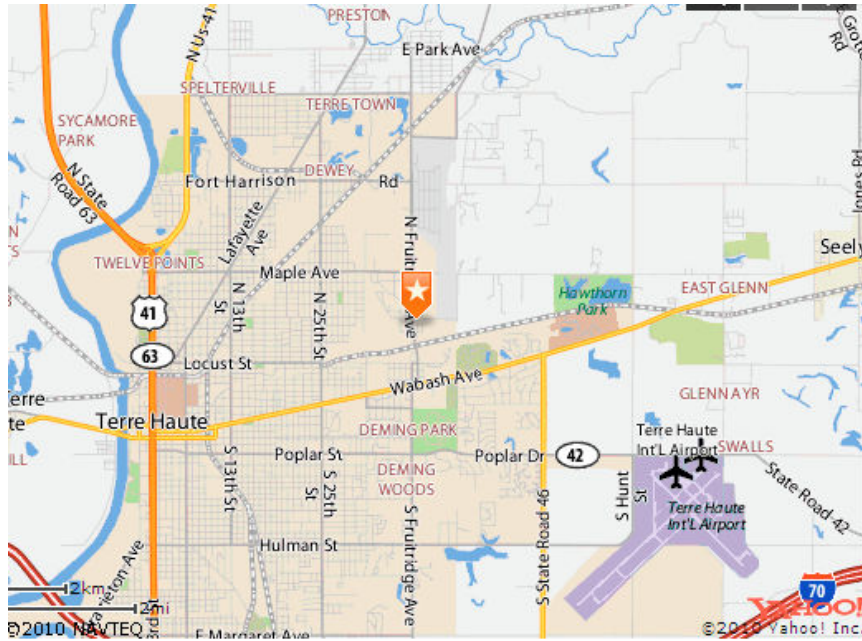 PRESTON
E Park Ave
N Us-41
SPELTERVILLE
TERRE TOWN
SYCAMORE
PARK
DEWEY
Fort Harrison
Rd
N State
Road 63
Lafayette
Ave
TWELVE POINTS
Maple Ave
Seely
41
N 13th
St
N 25th St
Ave
Hawthorn
Park
EAST GLENN
63
Locust St
Wabash Ave
GLENN AYR
Terre Haute
DEMING PARK
Terre Haute
Int'L Airport
SWALLS
Poplar St
Poplar Dr
42
DEMING
WOODS
S 13th St
S 25th
St
S Fruitridge Ave
S State Road 46
S Hunt
St
State Road-42
Terre Haute
Int'L Airport
Hulman St
2km
2mi
70
YAHOO!
©2010 NAVTEQ
E Margaret Ave
©2010 Yahoo! Inc